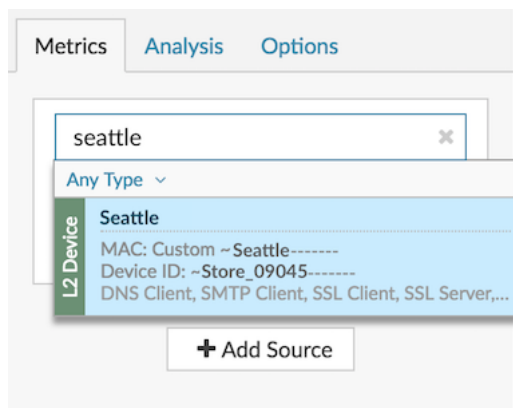 Metrics Analysis Options
seattle
Any Type
L2 Device
Seattle
MAC: Custom ~Seattle-------
Device ID: ~Store_09045-------
DNS Client, SMTP Client, SSL Client, SSL Server,...
+ Add Source